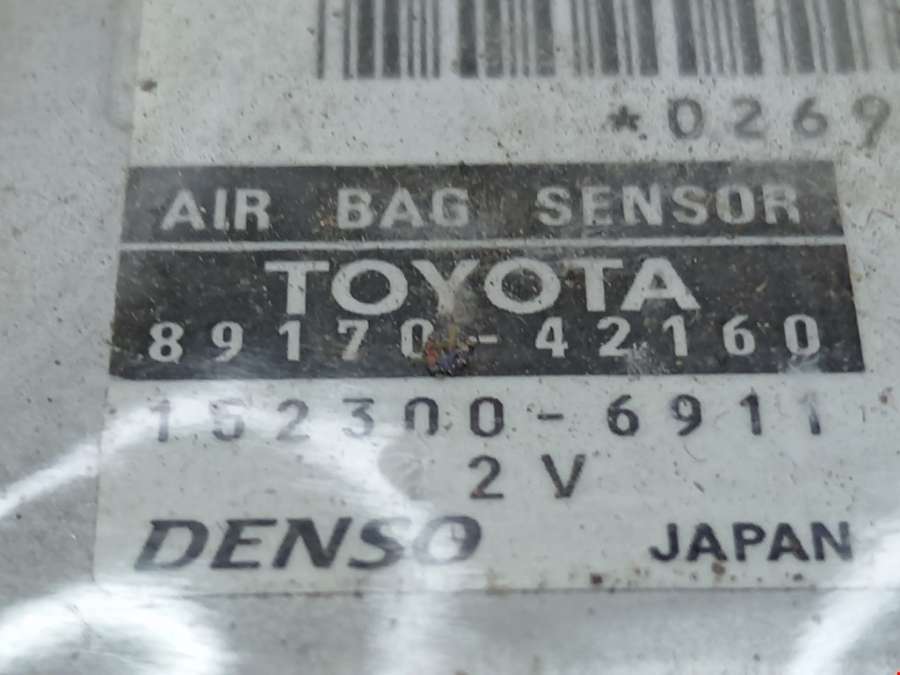 *0269
AIR BAG SENSOR
TOYOTA
89170-42160
152300-6911
2V
DENSO JAPAN